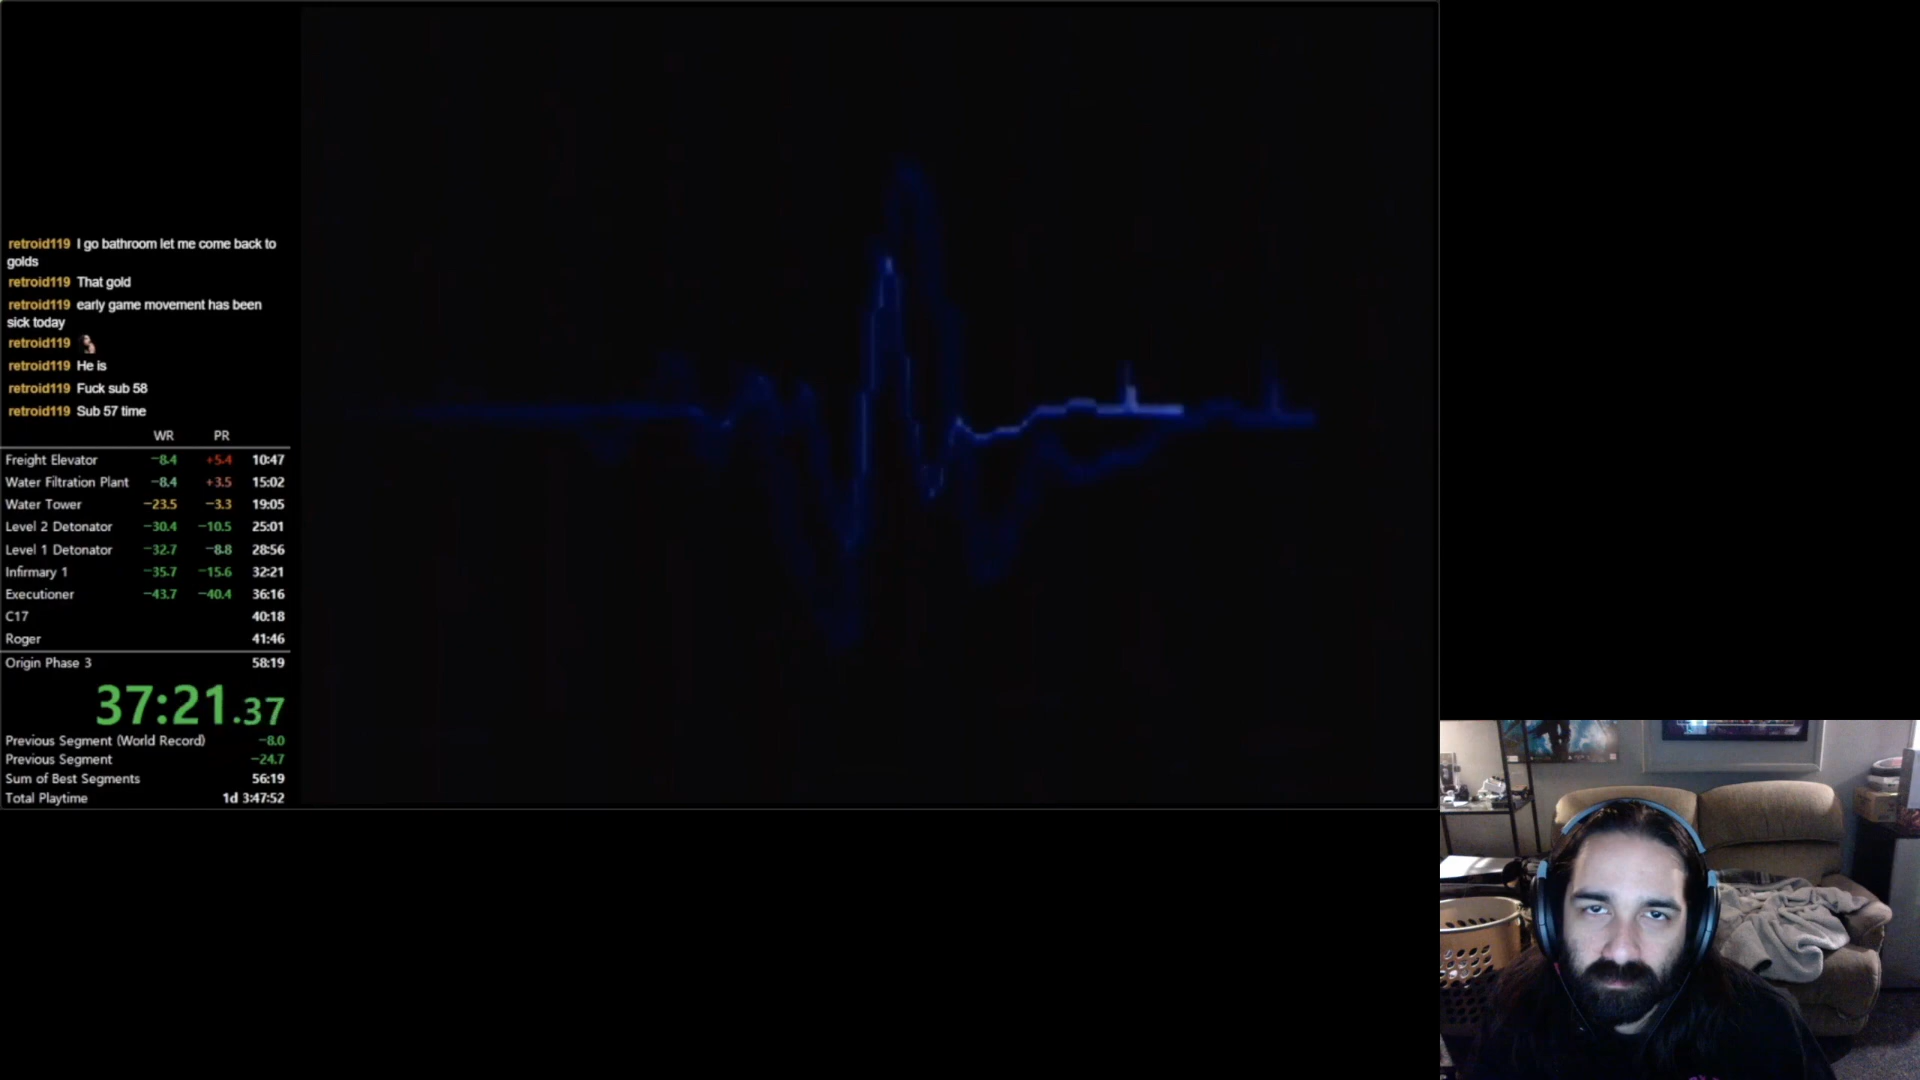 retroid119 I go bathroom let me come back to
golds
retroid119 That gold
retroid119 early game movement has been
sick today
retroid119
retroid119 He is
retroid119 Fuck sub 58
retroid119 Sub 57 time
WR PR
Freight Elevator −8.4 +5.4 10:47
Water Filtration Plant −8.4 +3.5 15:02
Water Tower −23.5 −3.3 19:05
Level 2 Detonator −30.4 −10.5 25:01
Level 1 Detonator −32.7 −8.8 28:56
Infirmary 1 −35.7 −15.6 32:21
Executioner −43.7 −40.4 36:16
C17 40:18
Roger 41:46
Origin Phase 3 58:19
37:21.37
Previous Segment (World Record) −8.0
Previous Segment −24.7
Sum of Best Segments 56:19
Total Playtime 1d 3:47:52